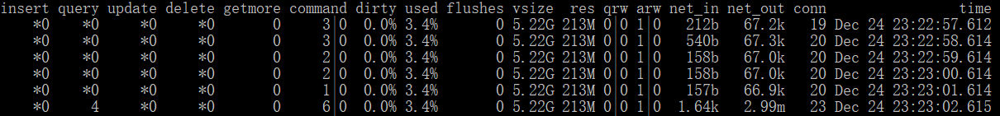 insert query update delete getmore command dirty used flushes vsize res qrw arw net_in net_out conn time
*0 *0 *0 *0 0 3|0 0.0% 3.4% 0 5.22G 213M 0|0 1|0 212b 67.2k 19 Dec 24 23:22:57.612
*0 *0 *0 *0 0 3|0 0.0% 3.4% 0 5.22G 213M 0|0 1|0 540b 67.3k 20 Dec 24 23:22:58.614
*0 *0 *0 *0 0 2|0 0.0% 3.4% 0 5.22G 213M 0|0 1|0 158b 67.0k 20 Dec 24 23:22:59.614
*0 *0 *0 *0 0 2|0 0.0% 3.4% 0 5.22G 213M 0|0 1|0 158b 67.0k 20 Dec 24 23:23:00.614
*0 *0 *0 *0 0 1|0 0.0% 3.4% 0 5.22G 213M 0|0 1|0 157b 66.9k 20 Dec 24 23:23:01.614
*0 4 *0 *0 0 6|0 0.0% 3.4% 0 5.22G 213M 0|0 1|0 1.64k 2.99m 23 Dec 24 23:23:02.615